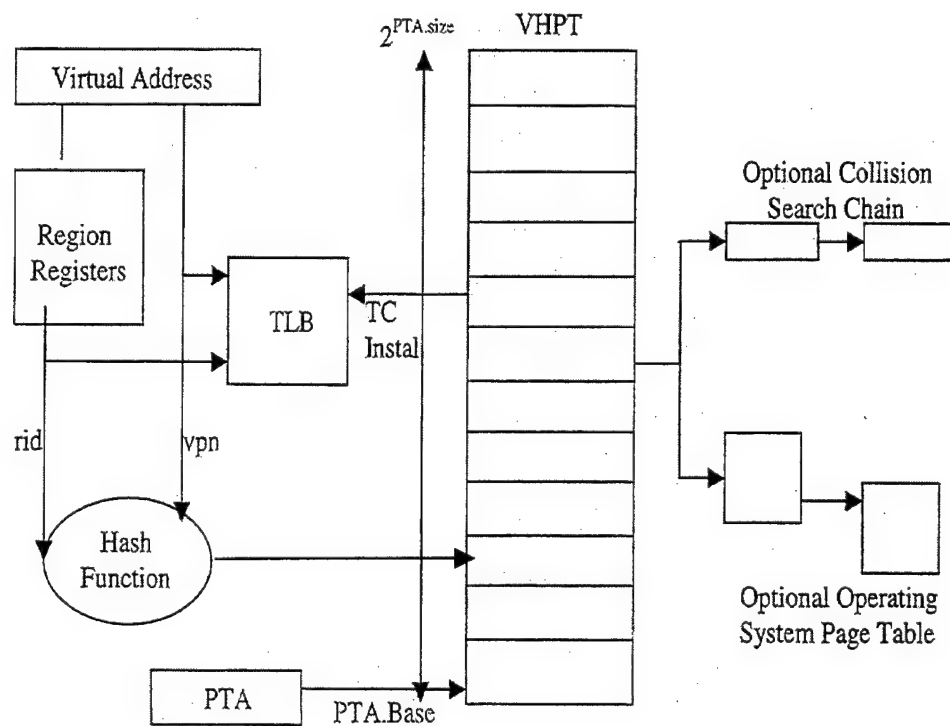 2^PTA.size
VHPT
Virtual Address
Optional Collision
Search Chain
Region
Registers
TLB
TC
Instal
rid
vpn
Hash
Function
Optional Operating
System Page Table
PTA
PTA.Base